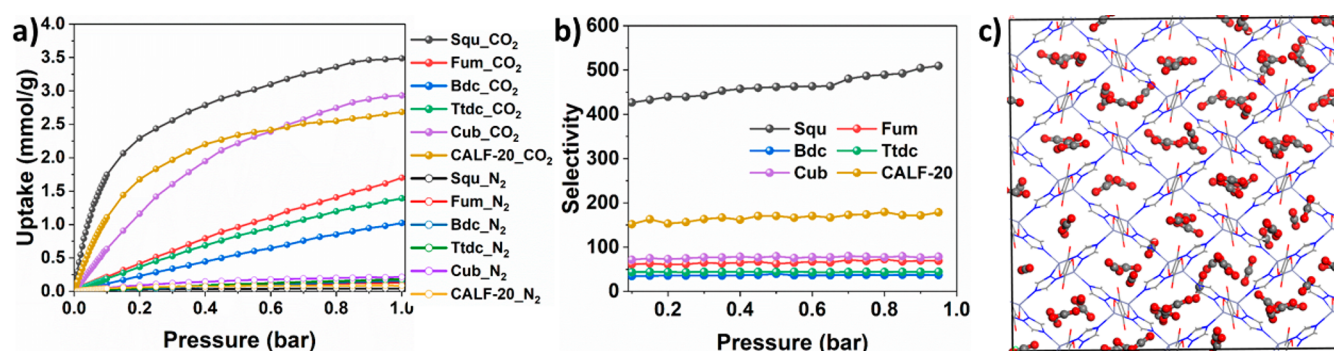 a)
Uptake (mmol/g)
4.0
3.5
3.0
2.5
2.0
1.5
1.0
0.5
0.0
0.0 0.2 0.4 0.6 0.8 1.0
Pressure (bar)
Squ_CO₂
Fum_CO₂
Bdc_CO₂
Ttdc_CO₂
Cub_CO₂
CALF-20_CO₂
Squ_N₂
Fum_N₂
Bdc_N₂
Ttdc_N₂
Cub_N₂
CALF-20_N₂
b)
Selectivity
600
500
400
300
200
100
0
0.0 0.2 0.4 0.6 0.8 1.0
Pressure (bar)
Squ Fum
Bdc Ttdc
Cub CALF-20
c)